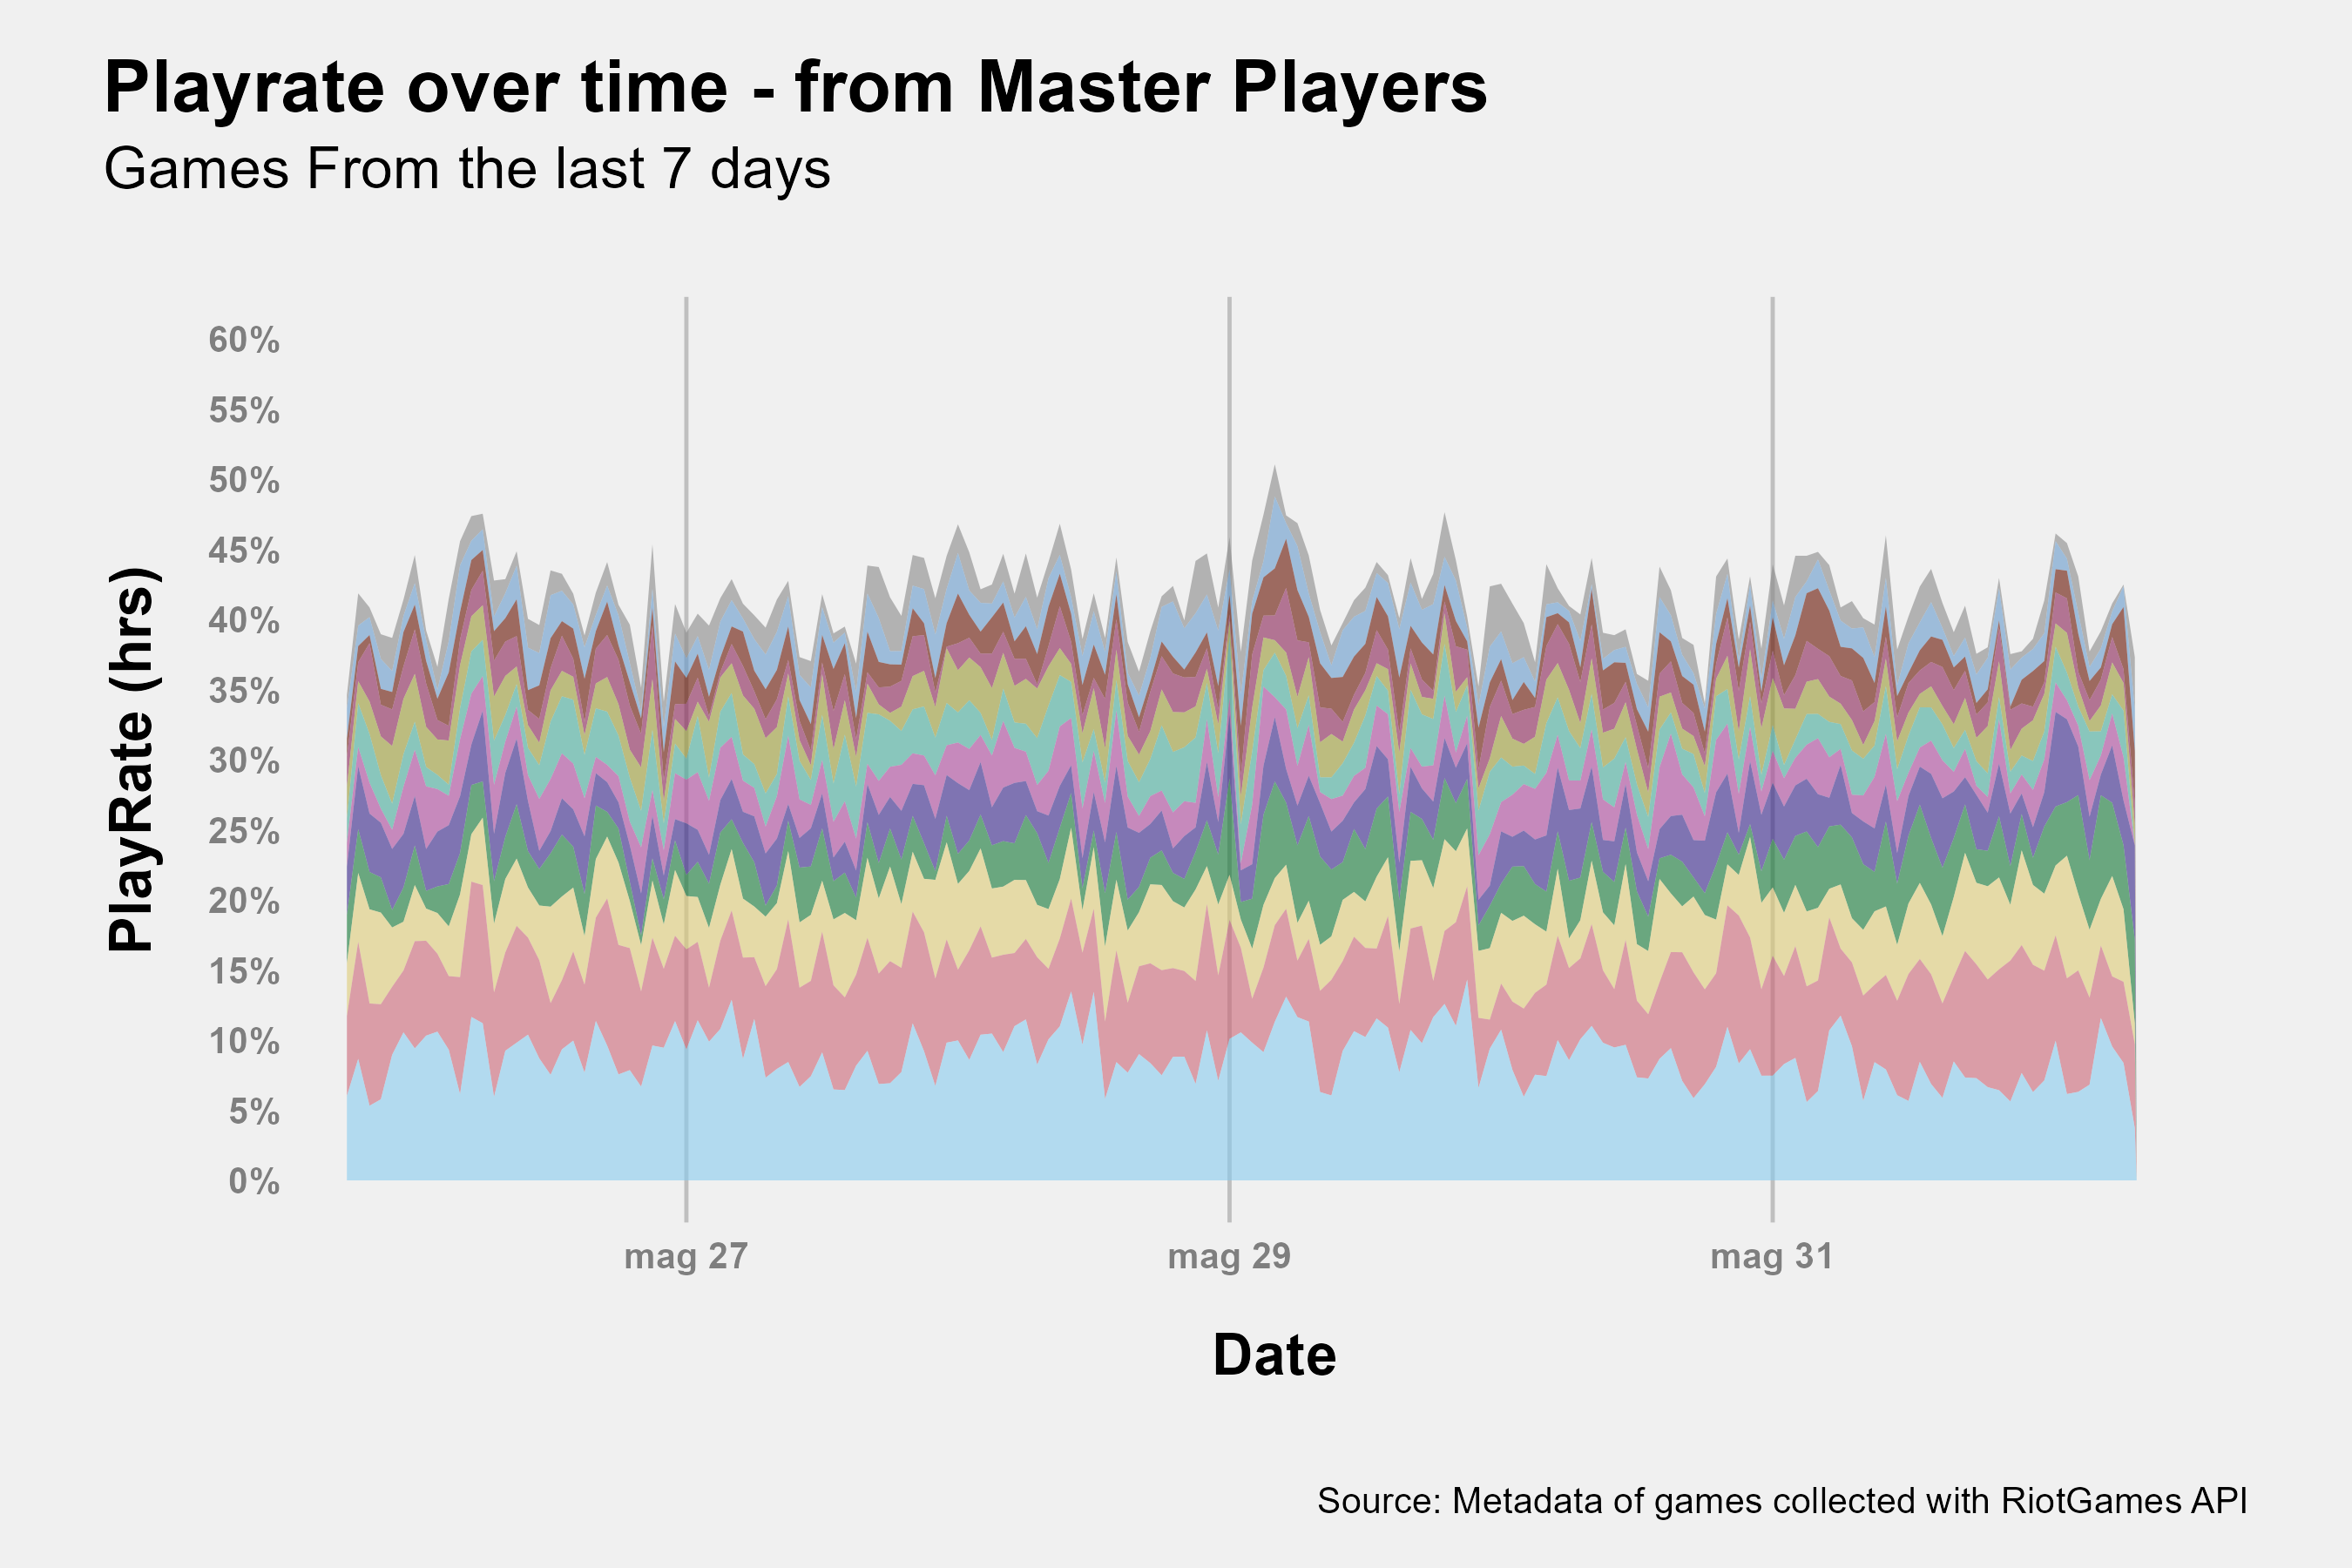 Playrate over time - from Master Players
Games From the last 7 days
PlayRate (hrs)
60%
55%
50%
45%
40%
35%
30%
25%
20%
15%
10%
5%
0%
mag 27
mag 29
mag 31
Date
Source: Metadata of games collected with RiotGames API